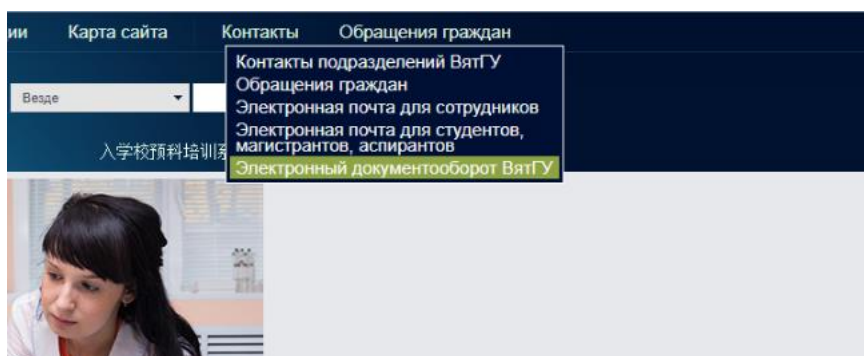 ии Карта сайта Контакты Обращения граждан
Контакты подразделений ВятГУ
Обращения граждан
Везде
Электронная почта для сотрудников
Электронная почта для студентов,
магистрантов, аспирантов
入学校预科培训
Электронный документооборот ВятГУ